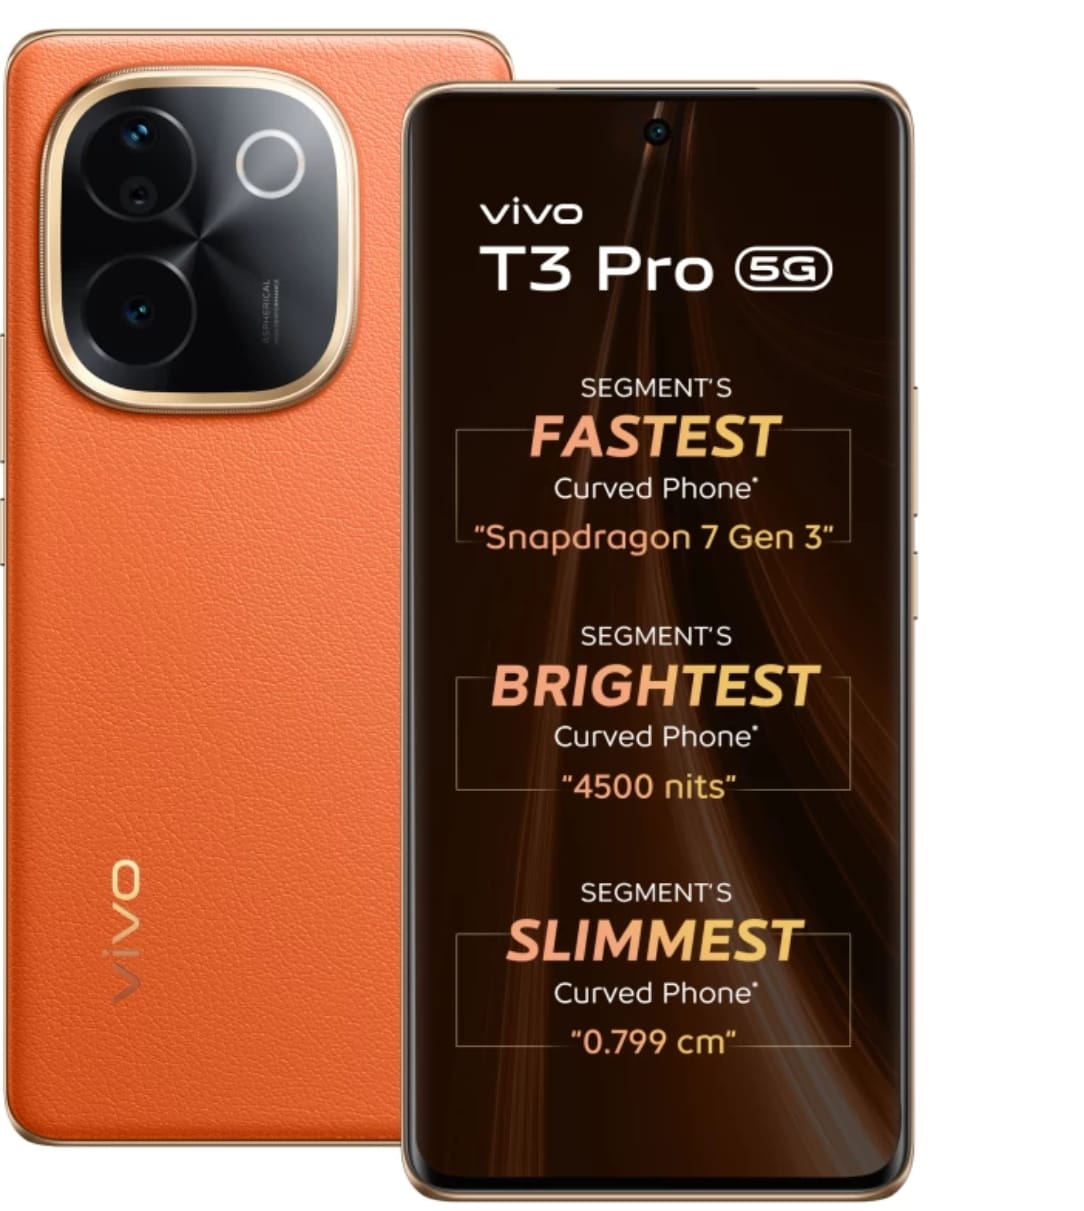 vivo
T3 Pro 5G
SEGMENT'S
FASTEST
Curved Phone*
"Snapdragon 7 Gen 3"
SEGMENT'S
BRIGHTEST
Curved Phone*
"4500 nits"
SEGMENT'S
SLIMMEST
Curved Phone*
"0.799 cm"
vivo
ASPHERICAL